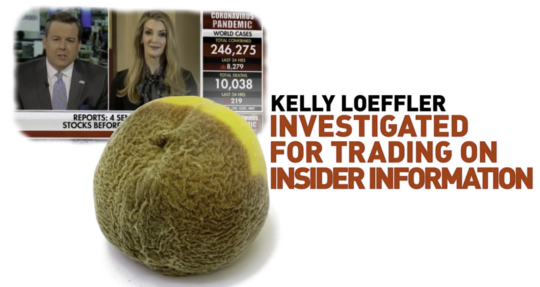 CORONAVIRUS
PANDEMIC
WORLD CASES
TOTAL CONFIRMED
246,275
LAST 24 HRS
8,279
TOTAL DEATHS
10,038
LAST 24 HRS
219
REPORTS: 4 SE
STOCKS BEFOR
KELLY LOEFFLER
INVESTIGATED
FOR TRADING ON
INSIDER INFORMATION